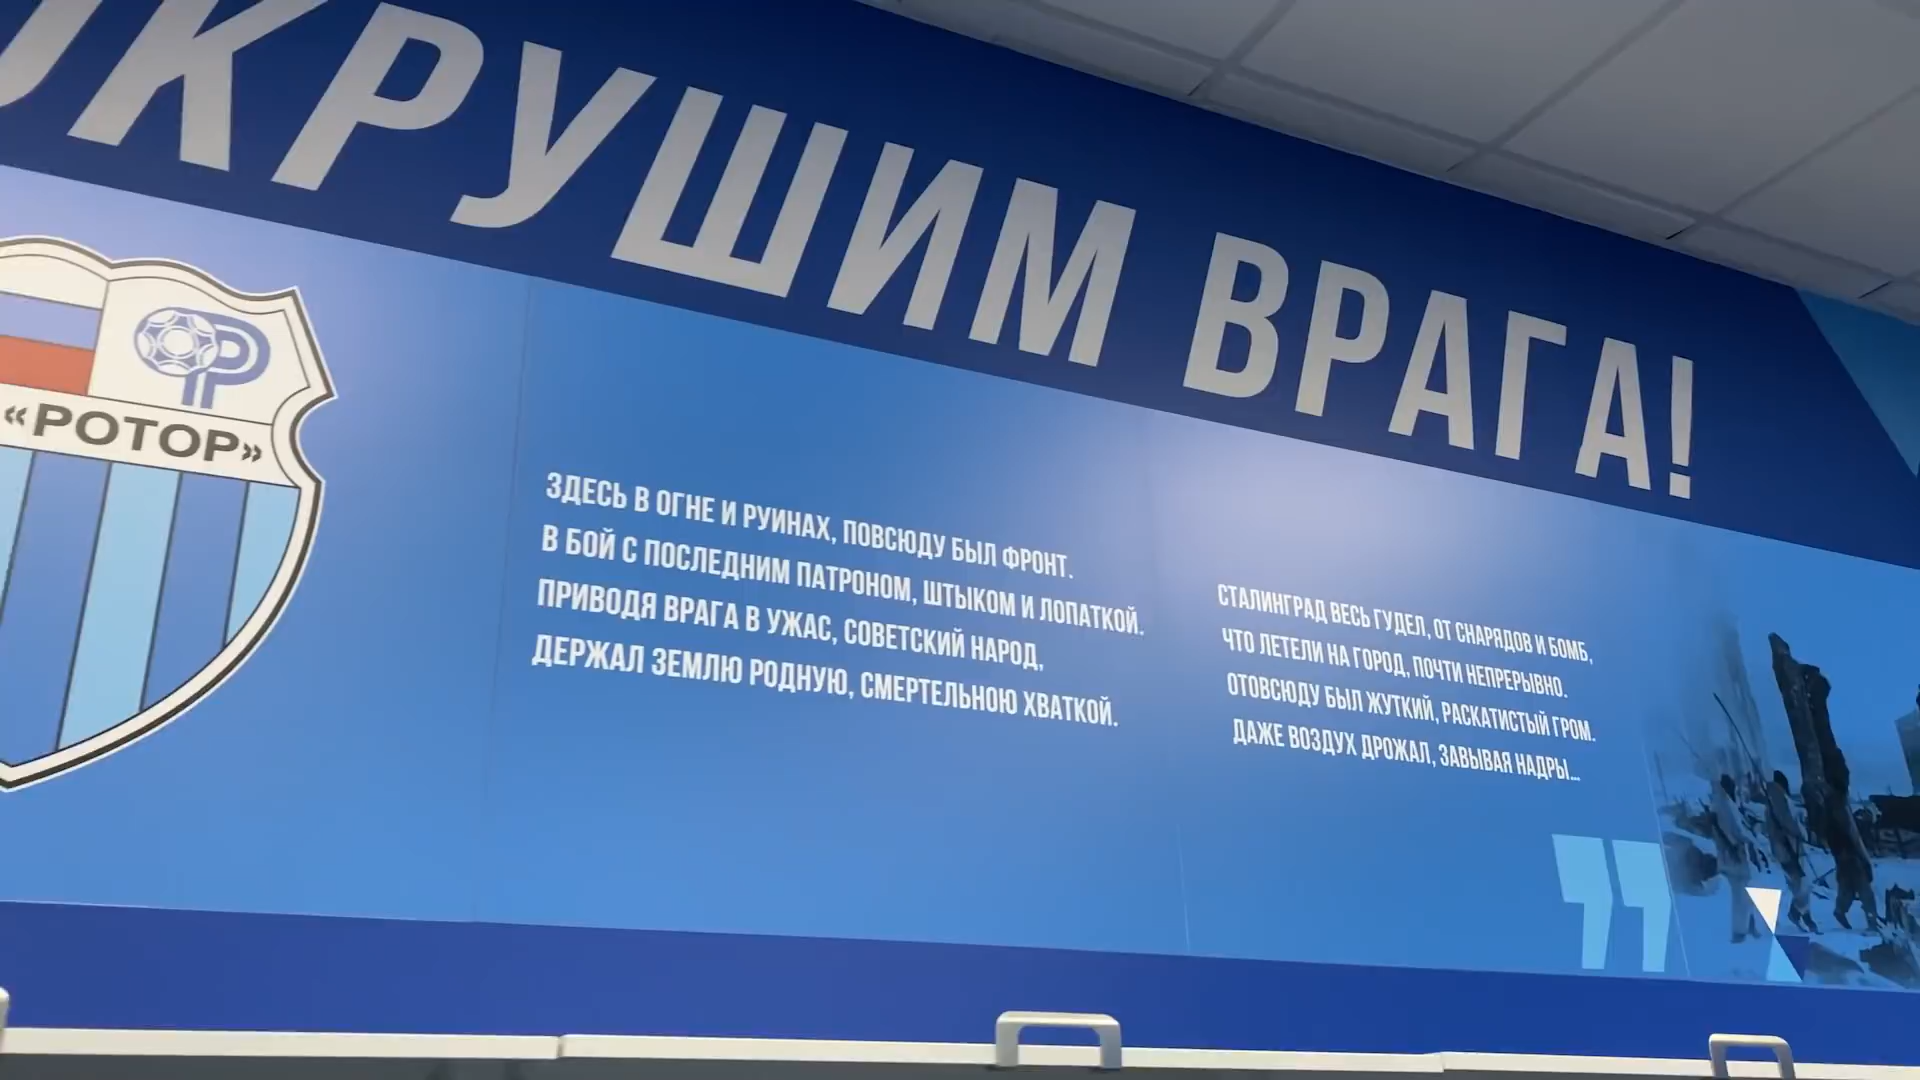 ОКРУШИМ ВРАГА!
«РОТОР»
ЗДЕСЬ В ОГНЕ И РУИНАХ, ПОВСЮДУ БЫЛ ФРОНТ.
В БОЙ С ПОСЛЕДНИМ ПАТРОНОМ, ШТЫКОМ И ЛОПАТКОЙ.
ПРИВОДЯ ВРАГА В УЖАС, СОВЕТСКИЙ НАРОД,
ДЕРЖАЛ ЗЕМЛЮ РОДНУЮ, СМЕРТЕЛЬНОЮ ХВАТКОЙ.
СТАЛИНГРАД ВЕСЬ ГУДЕЛ, ОТ СНАРЯДОВ И БОМБ,
ЧТО ЛЕТЕЛИ НА ГОРОД, ПОЧТИ НЕПРЕРЫВНО.
ОТОВСЮДУ БЫЛ ЖУТКИЙ, РАСКАТИСТЫЙ ГРОМ.
ДАЖЕ ВОЗДУХ ДРОЖАЛ, ЗАВЫВАЯ НАДРЫ...